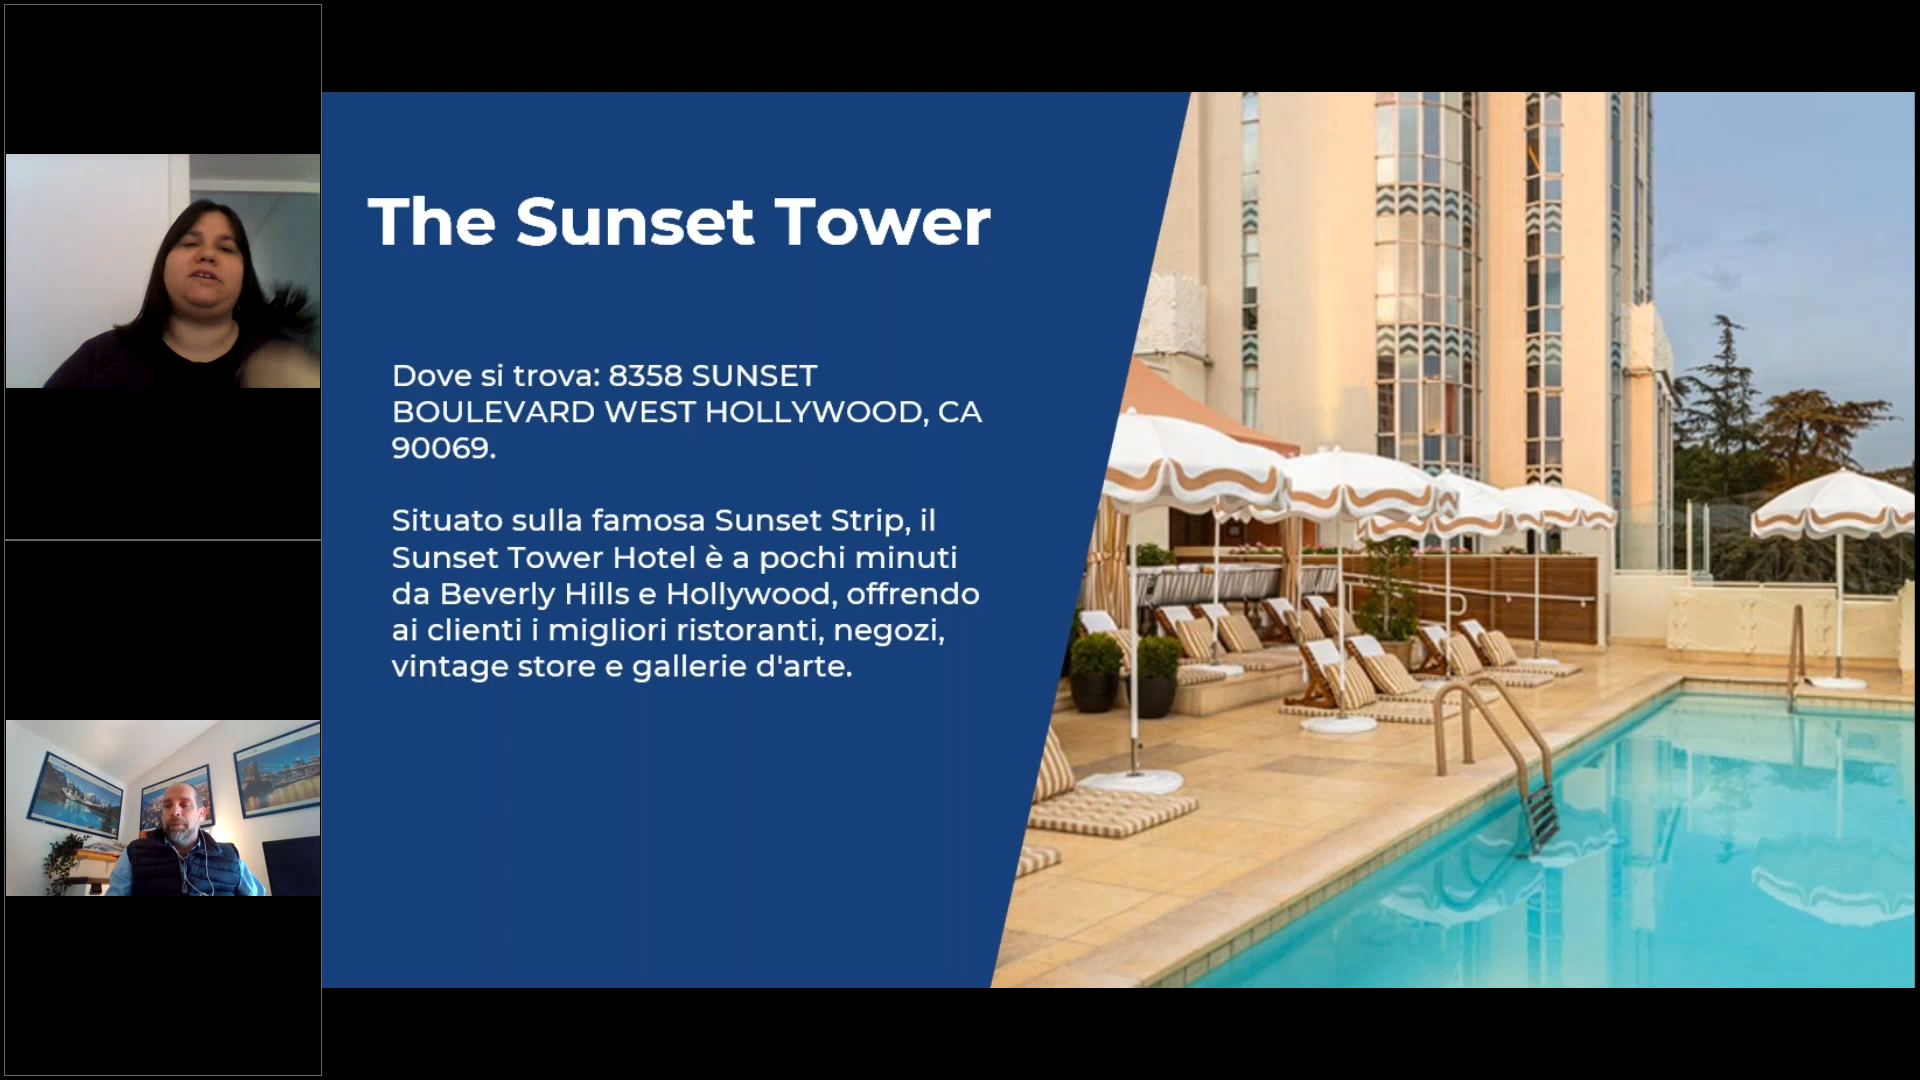 The Sunset Tower
Dove si trova: 8358 SUNSET
BOULEVARD WEST HOLLYWOOD, CA
90069.
Situato sulla famosa Sunset Strip, il
Sunset Tower Hotel è a pochi minuti
da Beverly Hills e Hollywood, offrendo
ai clienti i migliori ristoranti, negozi,
vintage store e gallerie d'arte.